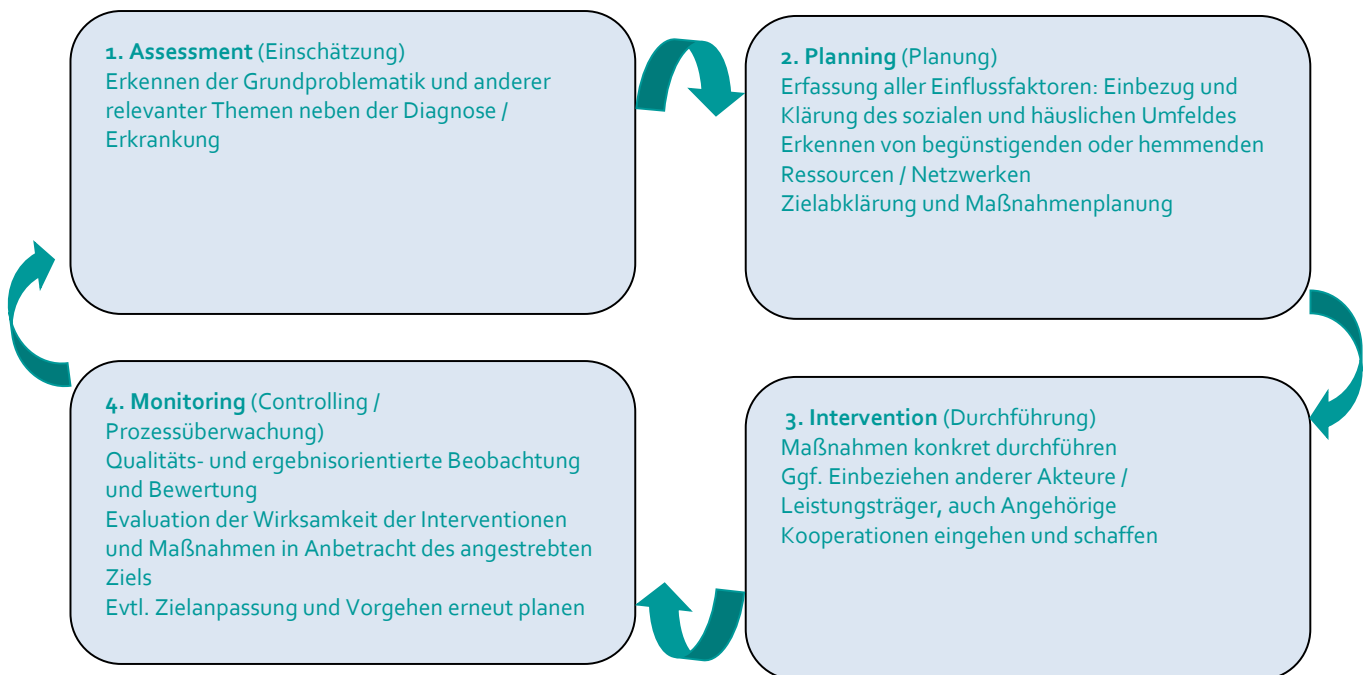 1. Assessment (Einschätzung)
Erkennen der Grundproblematik und anderer
relevanter Themen neben der Diagnose /
Erkrankung
2. Planning (Planung)
Erfassung aller Einflussfaktoren: Einbezug und
Klärung des sozialen und häuslichen Umfeldes
Erkennen von begünstigenden oder hemmenden
Ressourcen / Netzwerken
Zielabklärung und Maßnahmenplanung
3. Intervention (Durchführung)
Maßnahmen konkret durchführen
Ggf. Einbeziehen anderer Akteure /
Leistungsträger, auch Angehörige
Kooperationen eingehen und schaffen
4. Monitoring (Controlling /
Prozessüberwachung)
Qualitäts- und ergebnisorientierte Beobachtung
und Bewertung
Evaluation der Wirksamkeit der Interventionen
und Maßnahmen in Anbetracht des angestrebten
Ziels
Evtl. Zielanpassung und Vorgehen erneut planen